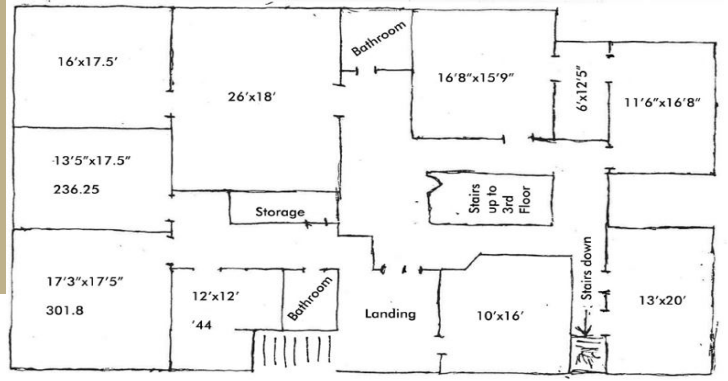 16'x17.5'
26'x18'
Bathroom
16'8"x15'9"
6'x12'5"
11'6"x16'8"
13'5"x17.5"
236.25
Storage
Stairs
up to
3rd
Floor
17'3"x17'5"
301.8
12'x12'
'44
Bathroom
Landing
10'x16'
Stairs down
13'x20'